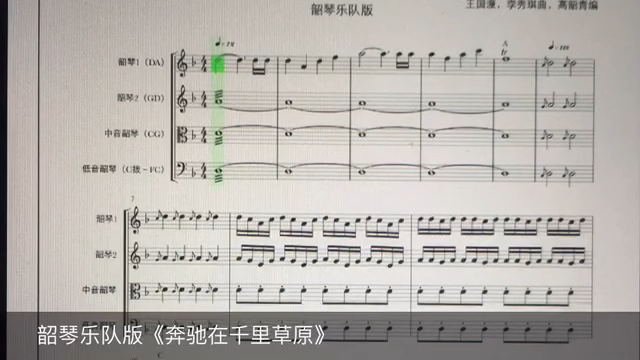 韶琴乐队版
王国潼，李秀琪曲，高韶青编
韶琴1（DA）
韶琴2（GD）
中音韶琴（CG）
低音韶琴（C拨－FC）
A
tr
7
韶琴1
韶琴2
中音韶琴
C
韶琴乐队版《奔驰在千里草原》